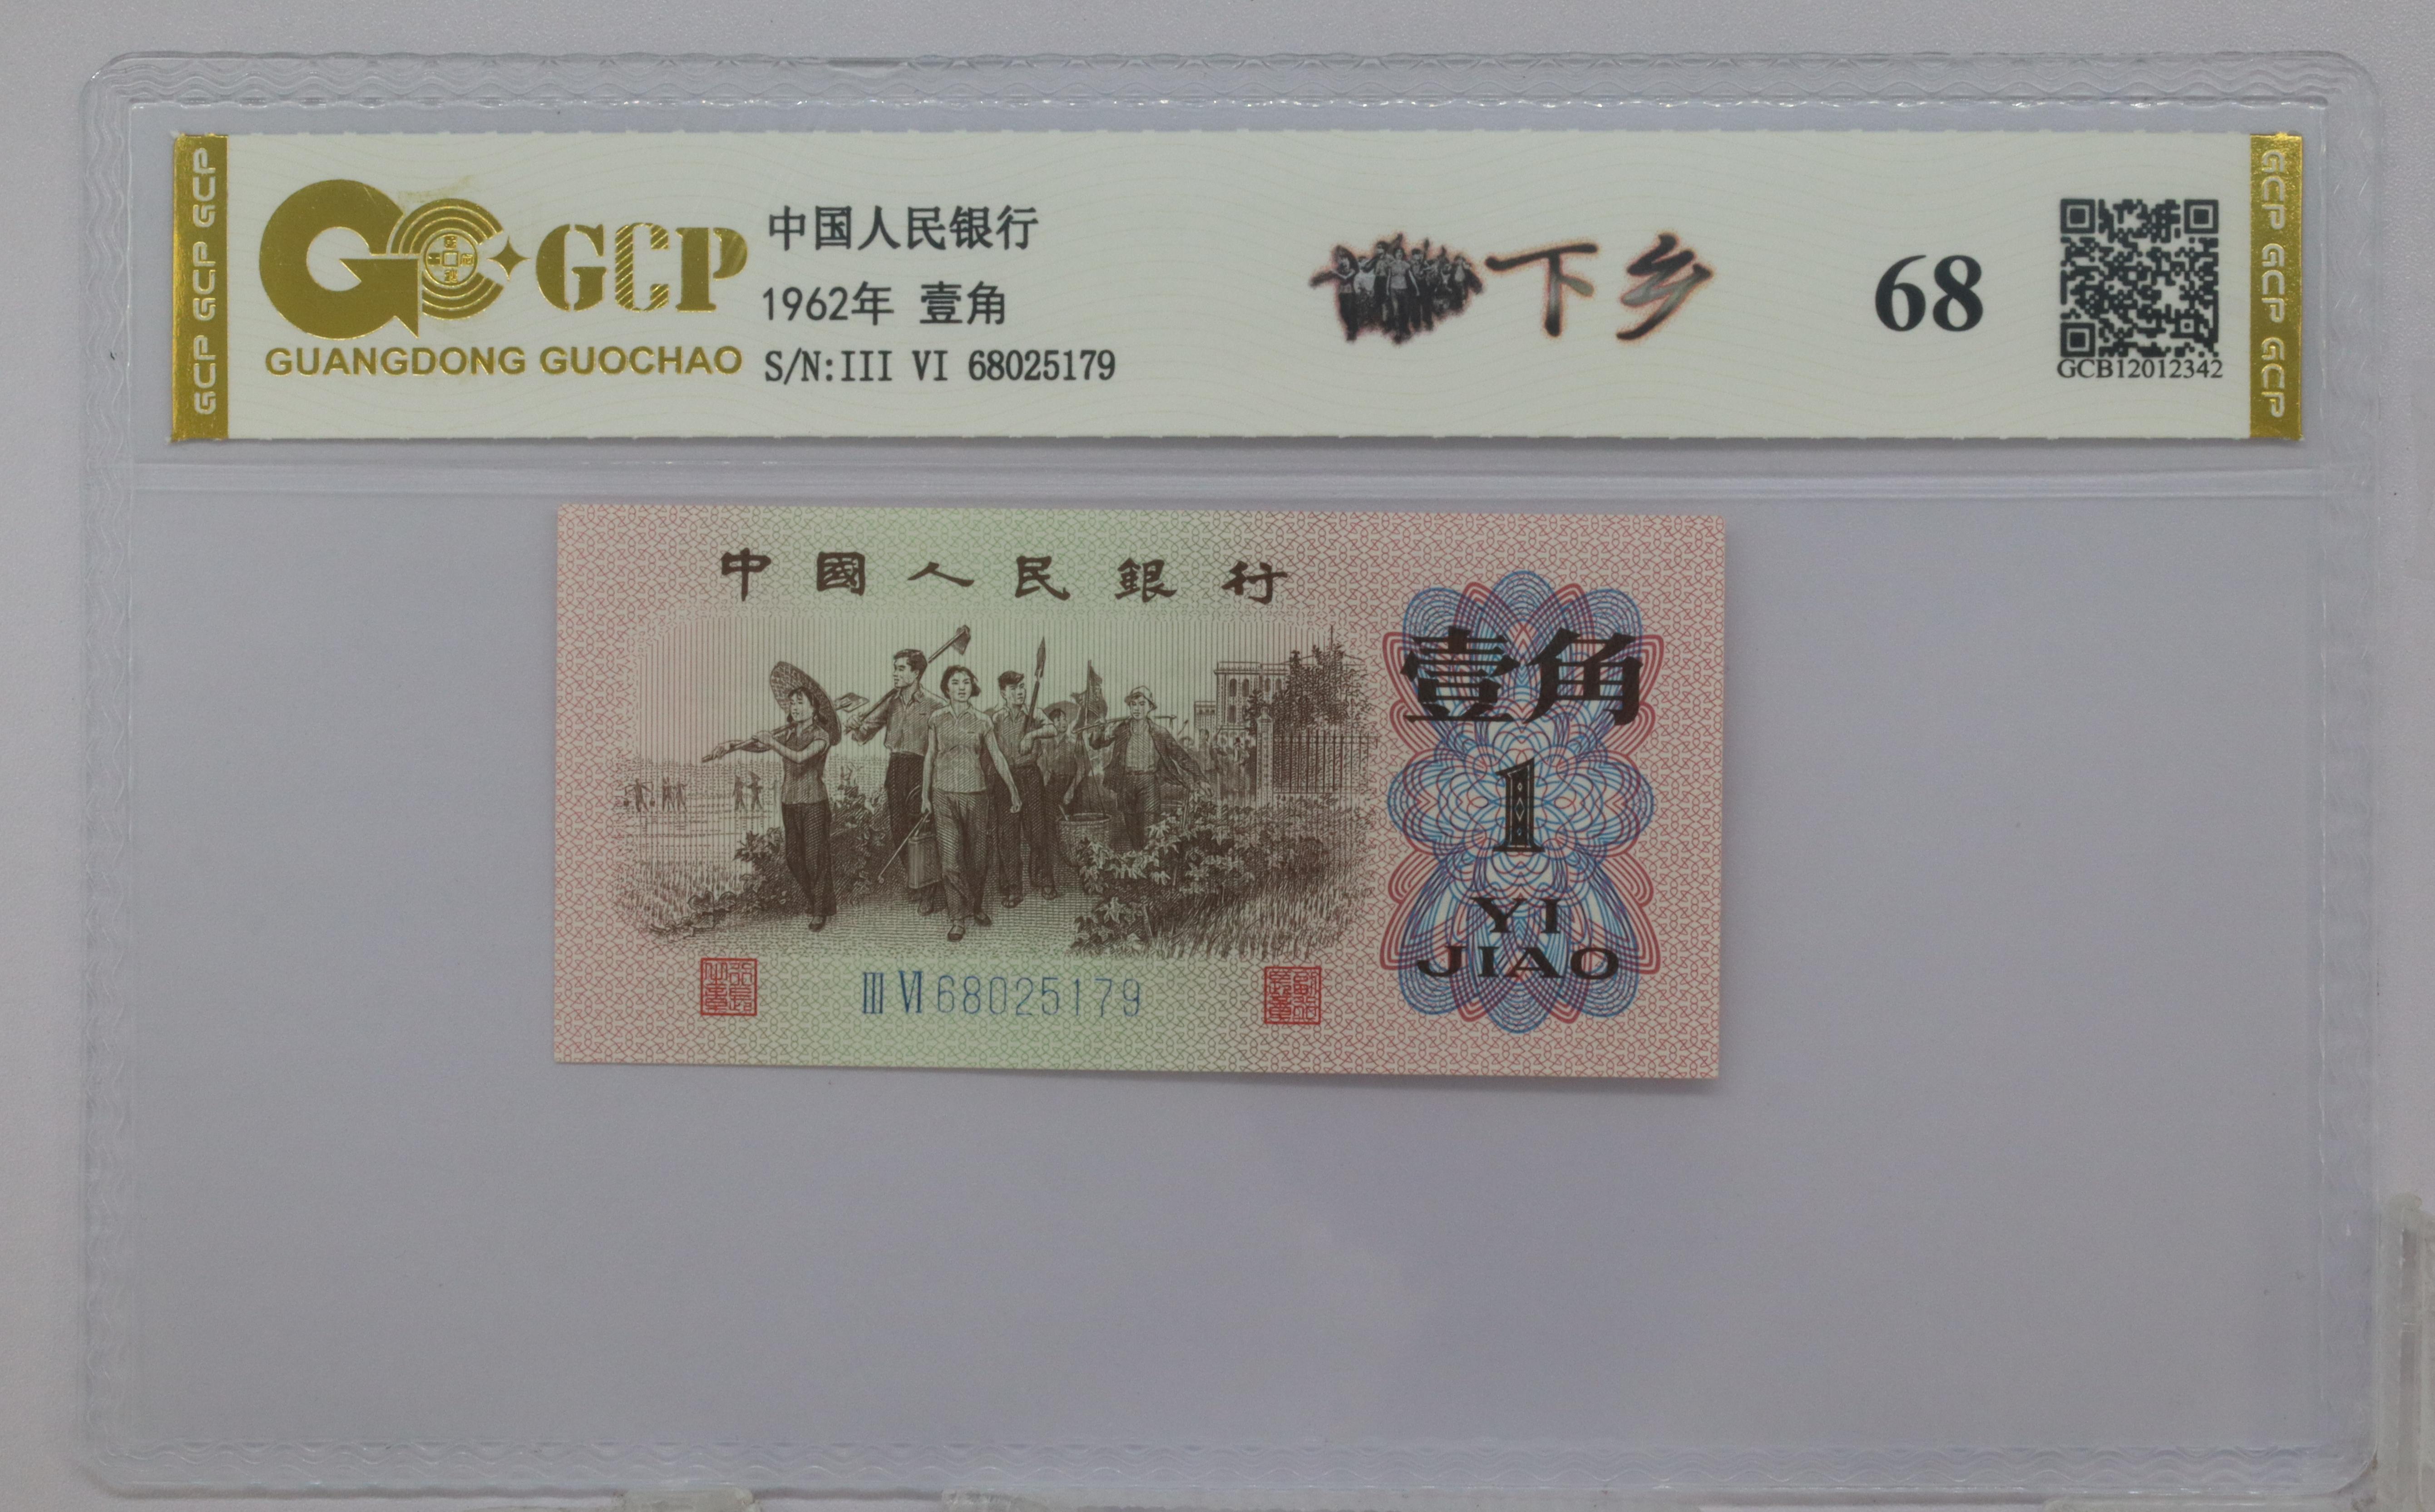 GCP GCP GCP
GCP
GUANGDONG GUOCHAO
中国人民银行
1962年 壹角
S/N:III VI 68025179
下乡
68
GCB12012342
GCP GCP GCP
中國人民銀行
壹角
1
YI
JIAO
III VI 68025179